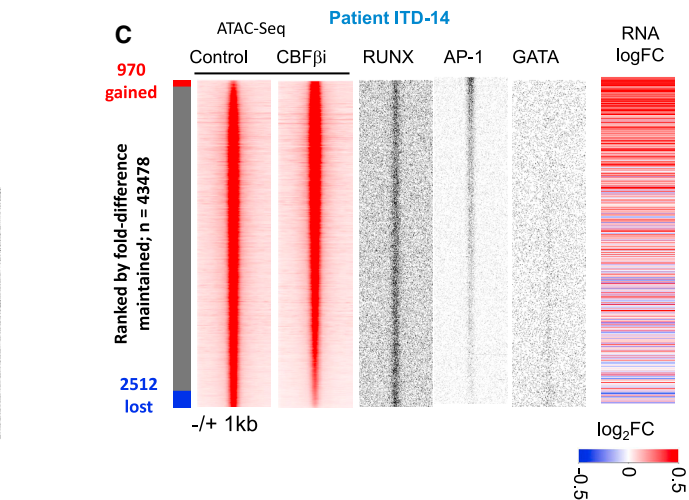 Patient ITD-14
C
ATAC-Seq
Control
CBFβi
RUNX
AP-1
GATA
RNA
logFC
970
gained
Ranked by fold-difference
maintained; n = 43478
2512
lost
-/+ 1kb
log2FC
-0.5
0
0.5